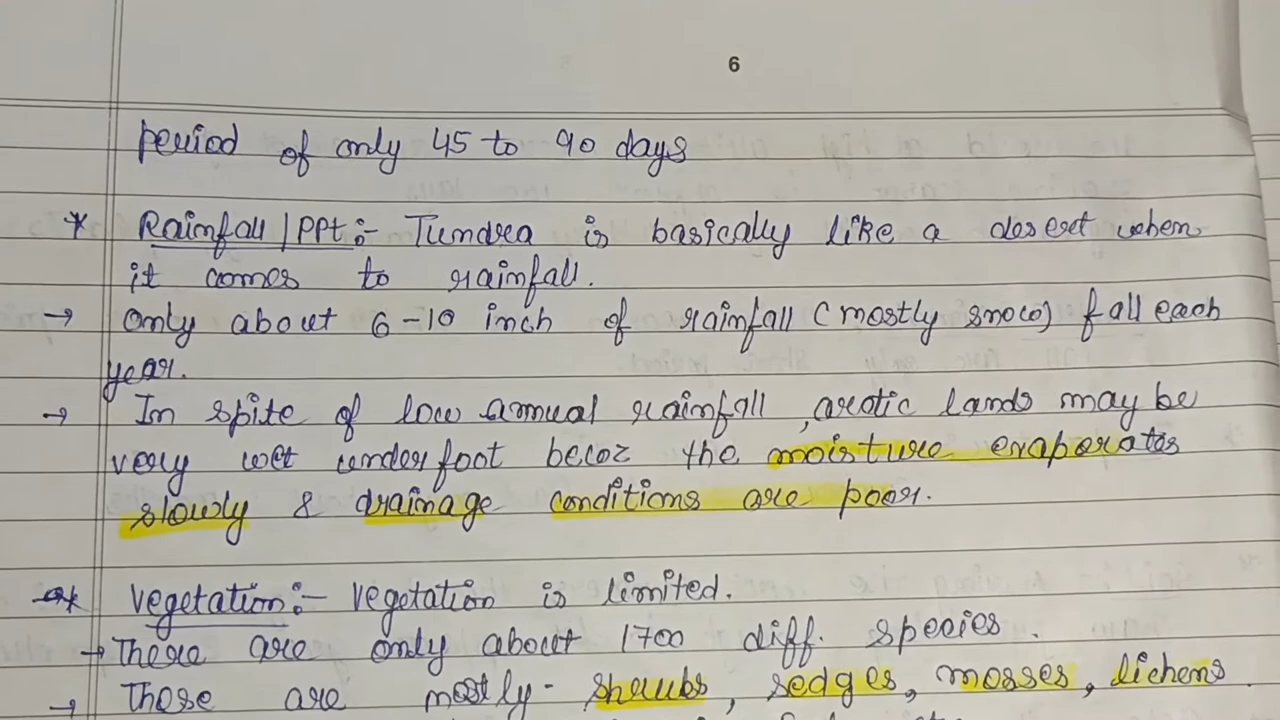 6
period of only 45 to 90 days
* Rainfall/PPt:- Tundra is basically like a desert when
it comes to rainfall.
→ Only about 6-10 inch of rainfall (mostly snow) fall each
year.
→ In spite of low annual rainfall, arctic lands may be
very wet underfoot becoz the moisture evaporates
slowly & drainage conditions are poor.
* Vegetation:- Vegetation is limited.
→ There are only about 1700 diff. species.
→ These are mostly- shrubs, sedges, mosses, lichens.